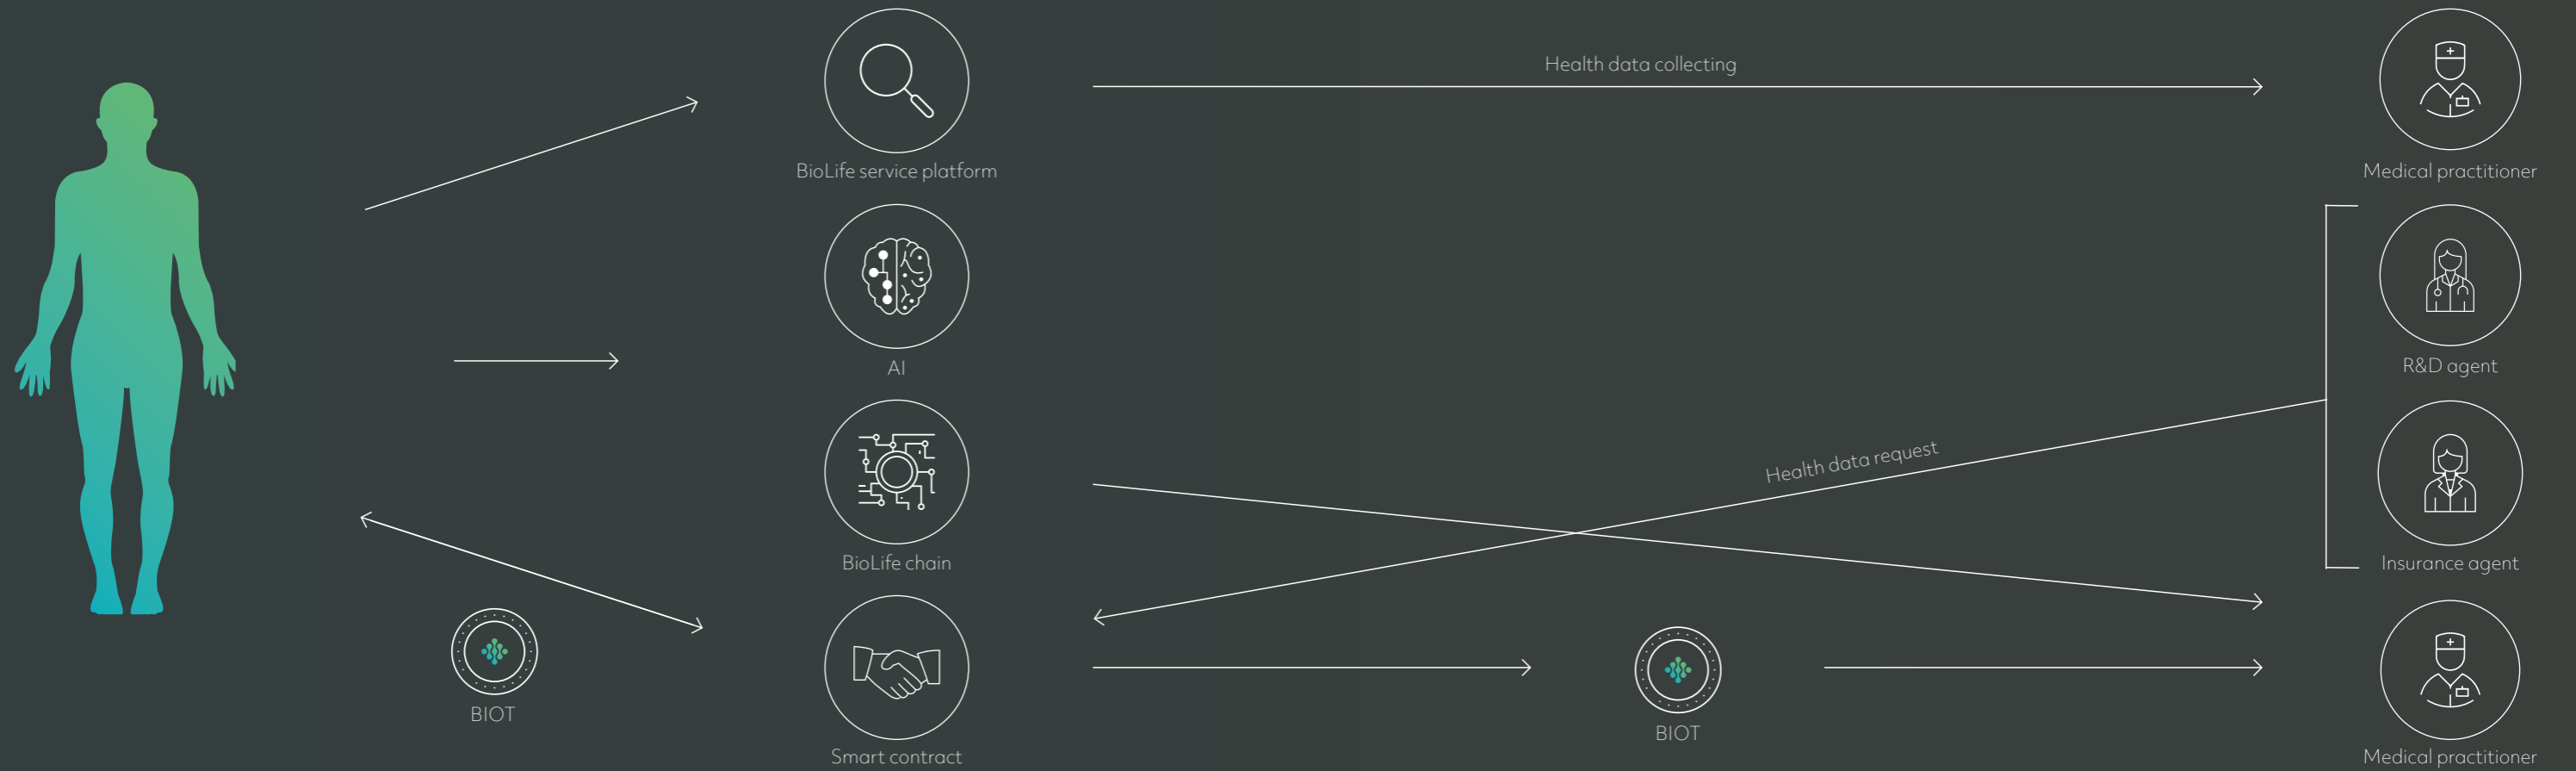 Health data collecting
BioLife service platform
Medical practitioner
AI
R&D agent
Health data request
BioLife chain
Insurance agent
BIOT
BIOT
Smart contract
Medical practitioner